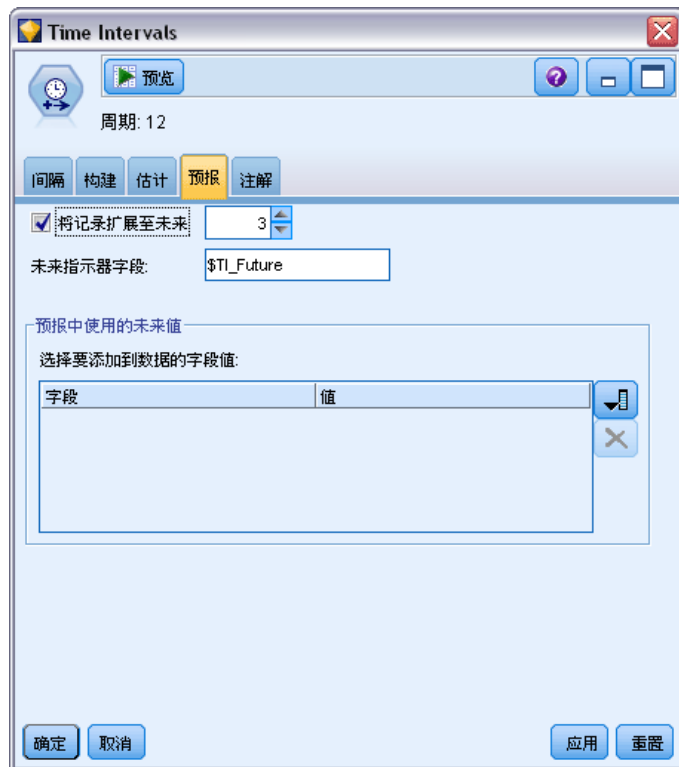 Time Intervals
预览
周期: 12
间隔 构建 估计 预报 注解
将记录扩展至未来 3
未来指示器字段: $TI_Future
预报中使用的未来值
选择要添加到数据的字段值:
字段 值
确定 取消 应用 重置